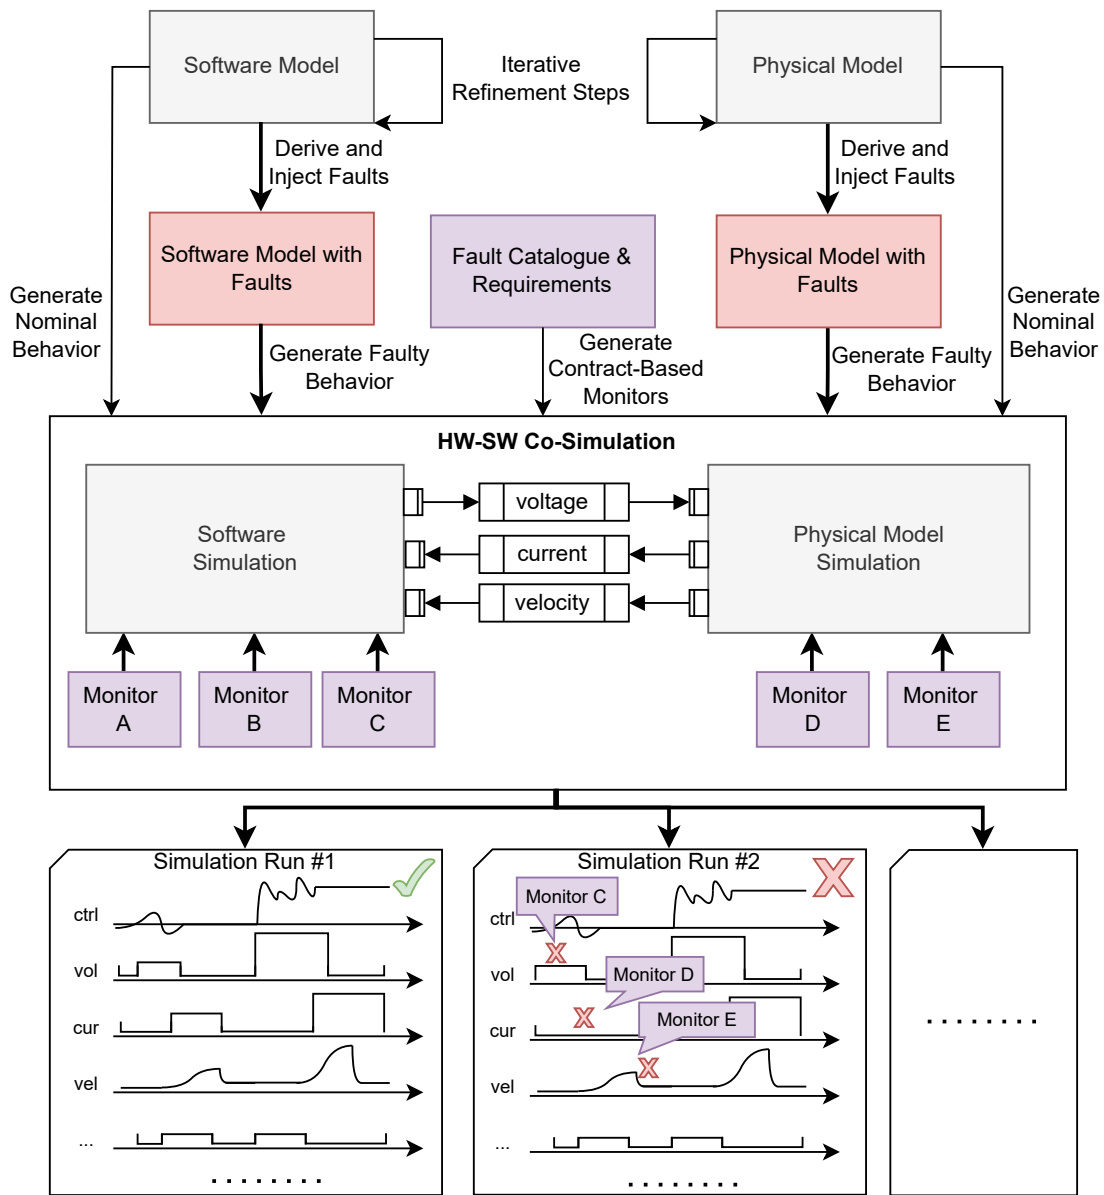 Software Model
Iterative
Refinement Steps
Physical Model
Derive and
Inject Faults
Derive and
Inject Faults
Software Model with
Faults
Fault Catalogue &
Requirements
Physical Model with
Faults
Generate
Nominal
Behavior
Generate Faulty
Behavior
Generate
Contract-Based
Monitors
Generate Faulty
Behavior
Generate
Nominal
Behavior
HW-SW Co-Simulation
Software
Simulation
voltage
current
velocity
Physical Model
Simulation
Monitor
A
Monitor
B
Monitor
C
Monitor
D
Monitor
E
Simulation Run #1
ctrl
vol
cur
vel
...
. . . . . . . .
Simulation Run #2
Monitor C
ctrl
vol
Monitor D
cur
Monitor E
vel
...
. . . . . . . .
. . . . . . . .